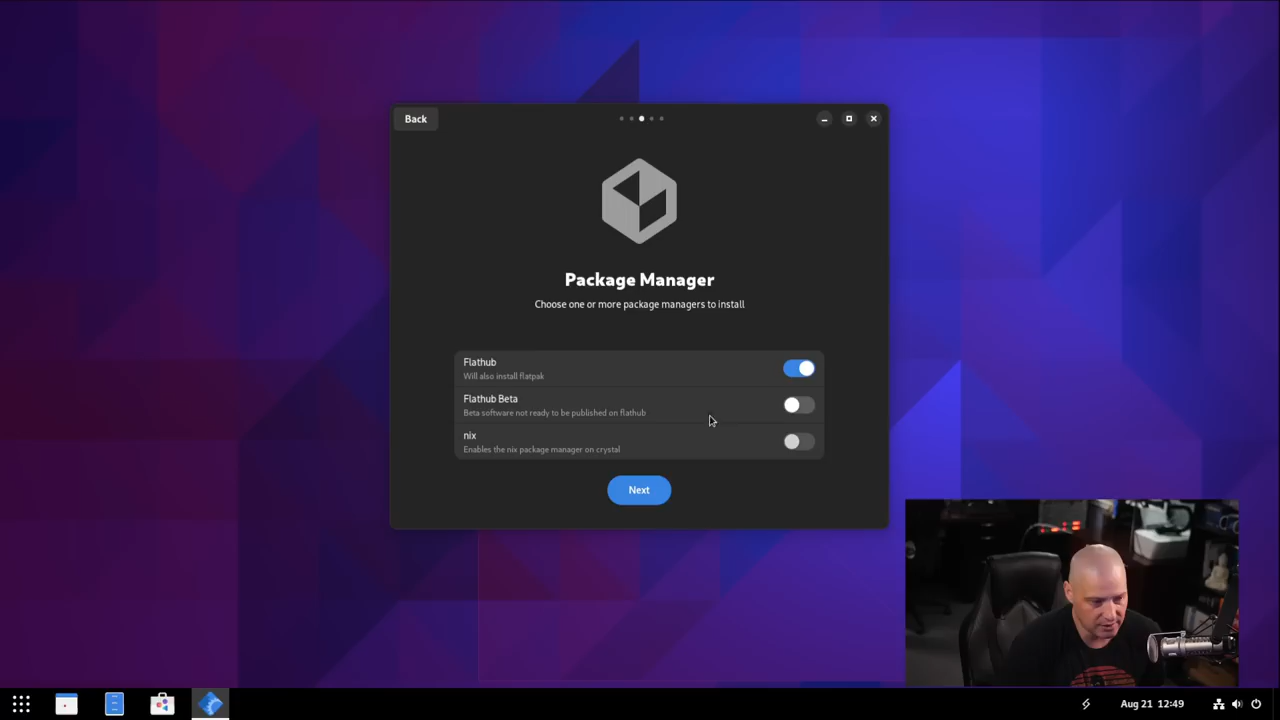 Back
Package Manager
Choose one or more package managers to install
Flathub
Will also install flatpak
Flathub Beta
Beta software not ready to be published on flathub
nix
Enables the nix package manager on crystal
Next
Aug 21 12:49